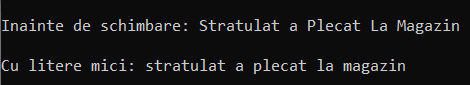 Inainte de schimbare: Stratulat a Plecat La Magazin
Cu litere mici: stratulat a plecat la magazin